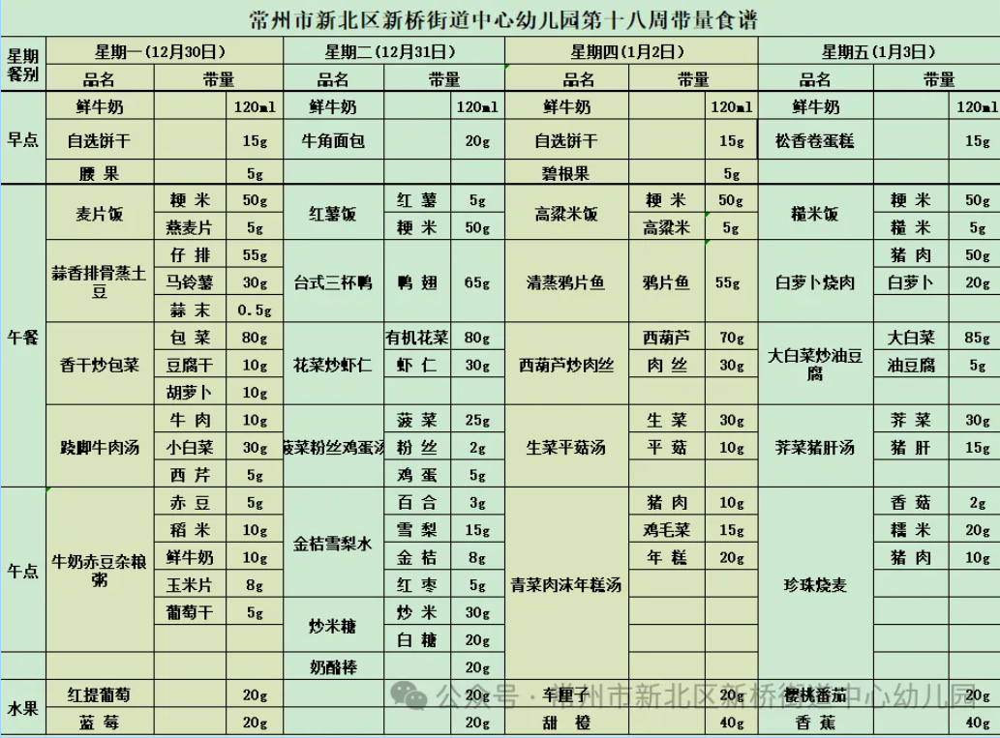 常州市新北区新桥街道中心幼儿园第十八周带量食谱
星期餐别 星期一(12月30日) 星期二(12月31日) 星期四(1月2日) 星期五(1月3日)
品名 带量 品名 带量 品名 带量 品名 带量
早点 鲜牛奶 120ml 鲜牛奶 120ml 鲜牛奶 120ml 鲜牛奶 120ml
自选饼干 15g 牛角面包 20g 自选饼干 15g 松香卷蛋糕 15g
腰果 5g 碧根果 5g
午餐 麦片饭 粳米 50g 红薯饭 红薯 5g 高粱米饭 粳米 50g 糙米饭 粳米 50g
燕麦片 5g 粳米 50g 高粱米 5g 糙米 5g
蒜香排骨蒸土豆 仔排 55g 台式三杯鸭 鸭翅 65g 清蒸鸦片鱼 鸦片鱼 55g 白萝卜烧肉 猪肉 50g
马铃薯 30g 白萝卜 20g
蒜末 0.5g
香干炒包菜 包菜 80g 花菜炒虾仁 有机花菜 80g 西葫芦炒肉丝 西葫芦 70g 大白菜炒油豆腐 大白菜 85g
豆腐干 10g 虾仁 30g 肉丝 30g 油豆腐 5g
胡萝卜 10g
跷脚牛肉汤 牛肉 10g 菠菜粉丝鸡蛋汤 菠菜 25g 生菜平菇汤 生菜 30g 荠菜猪肝汤 荠菜 30g
小白菜 30g 粉丝 2g 平菇 10g 猪肝 15g
西芹 5g 鸡蛋 5g
午点 牛奶赤豆杂粮粥 赤豆 5g 金桔雪梨水 百合 3g 青菜肉沫年糕汤 猪肉 10g 珍珠烧麦 香菇 2g
稻米 10g 雪梨 15g 鸡毛菜 15g 糯米 20g
鲜牛奶 10g 金桔 8g 年糕 20g 猪肉 10g
玉米片 8g 红枣 5g
葡萄干 5g 炒米糖 炒米 30g
白糖 20g
奶酪棒 20g
水果 红提葡萄 20g 20g 车厘子 20g 樱桃番茄 20g
蓝莓 20g 20g 甜橙 40g 香蕉 40g
公众号·常州市新北区新桥街道中心幼儿园